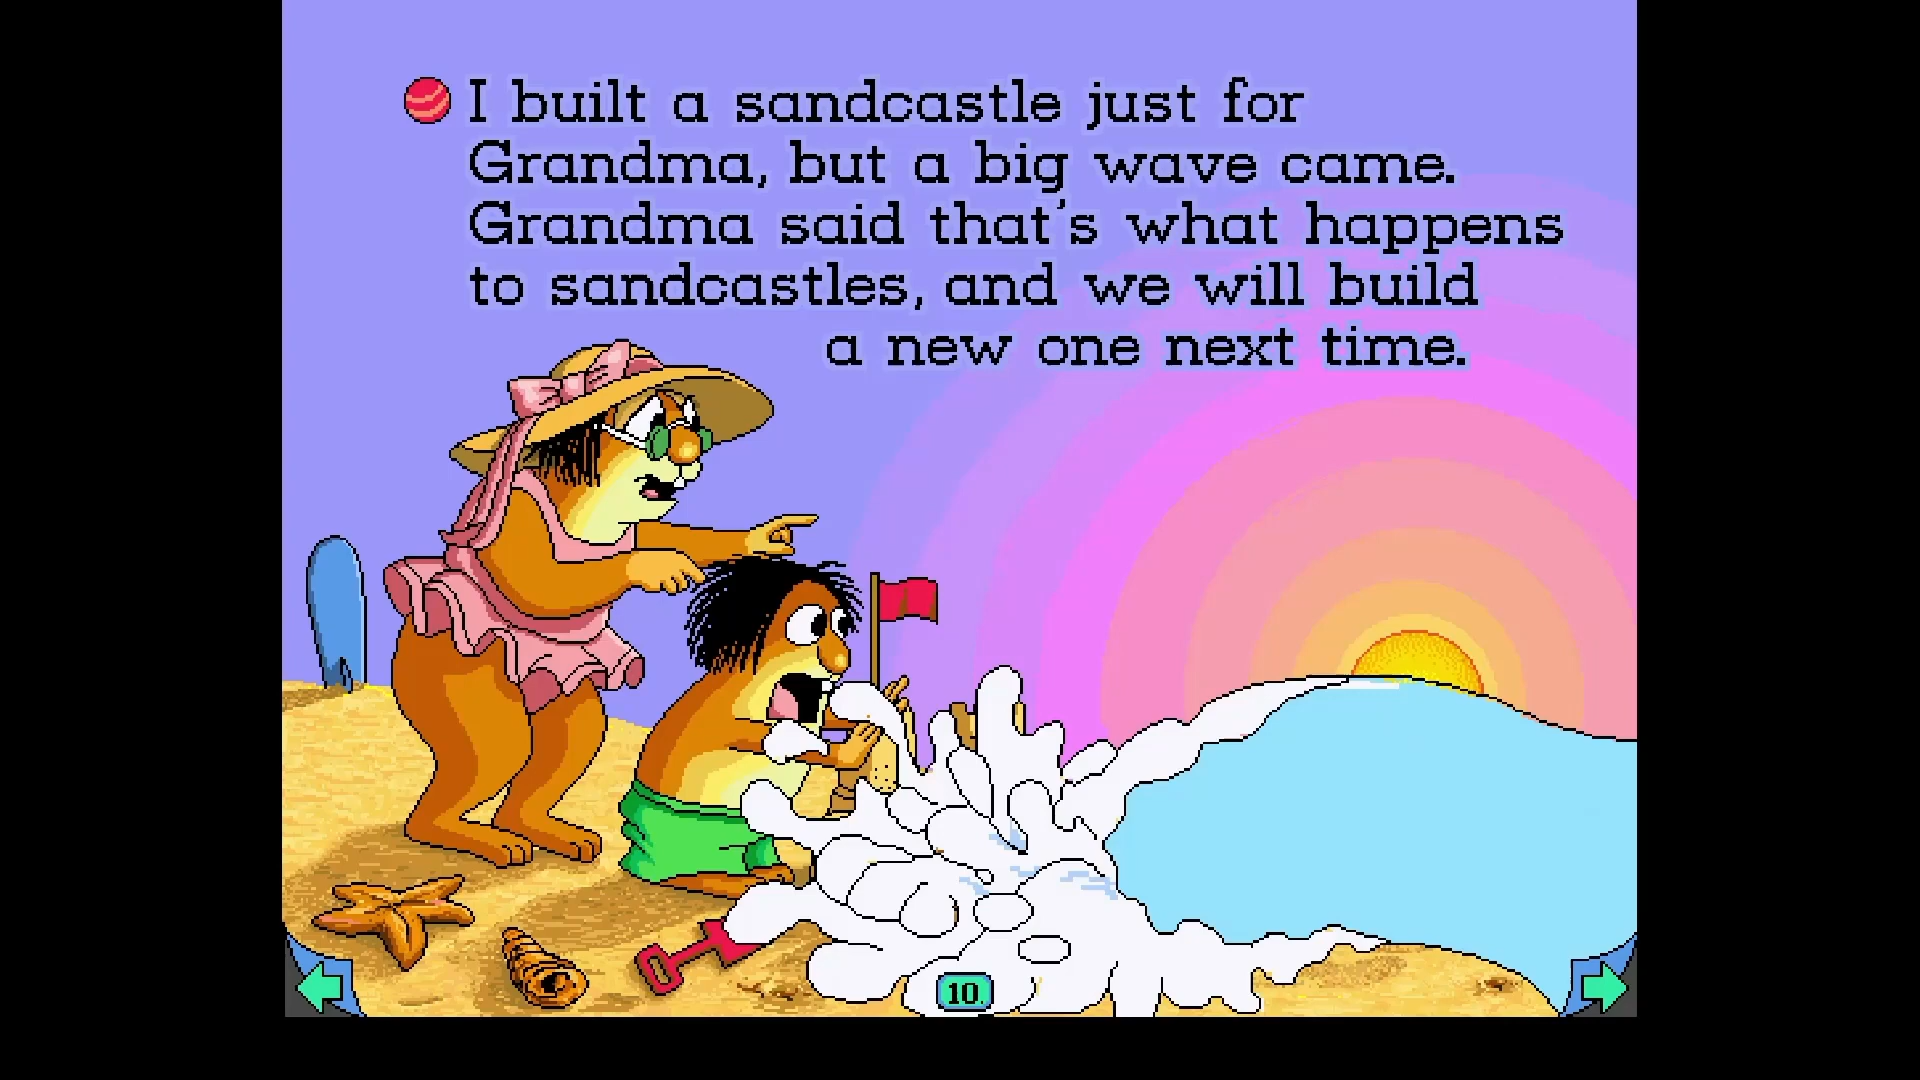 I built a sandcastle just for
Grandma, but a big wave came.
Grandma said that's what happens
to sandcastles, and we will build
a new one next time.
10